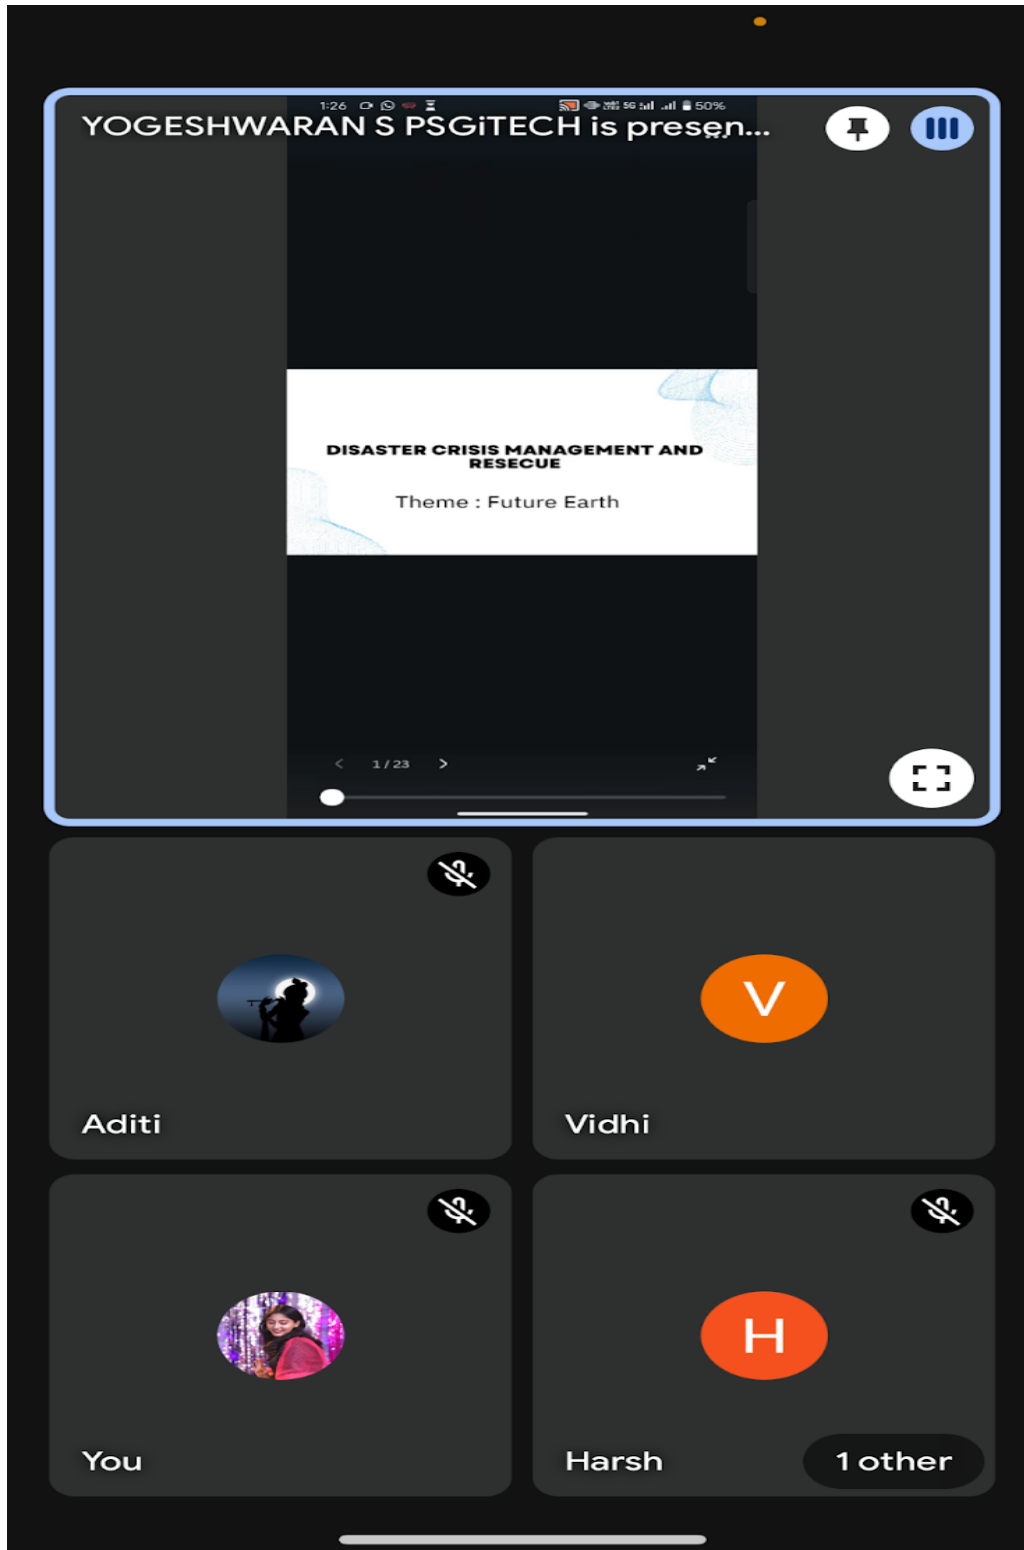 1:26 5G 50%
YOGESHWARAN S PSGiTECH is presen...
DISASTER CRISIS MANAGEMENT AND
RESECUE
Theme : Future Earth
1 / 23
V
Aditi
Vidhi
H
You
Harsh
1 other